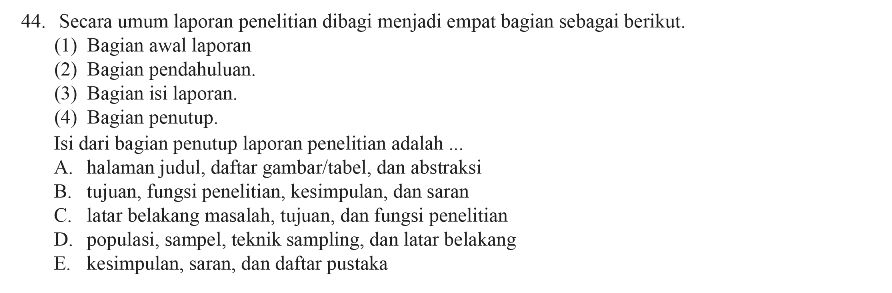 44. Secara umum laporan penelitian dibagi menjadi empat bagian sebagai berikut.
(1) Bagian awal laporan
(2) Bagian pendahuluan.
(3) Bagian isi laporan.
(4) Bagian penutup.
Isi dari bagian penutup laporan penelitian adalah ...
A. halaman judul, daftar gambar/tabel, dan abstraksi
B. tujuan, fungsi penelitian, kesimpulan, dan saran
C. latar belakang masalah, tujuan, dan fungsi penelitian
D. populasi, sampel, teknik sampling, dan latar belakang
E. kesimpulan, saran, dan daftar pustaka